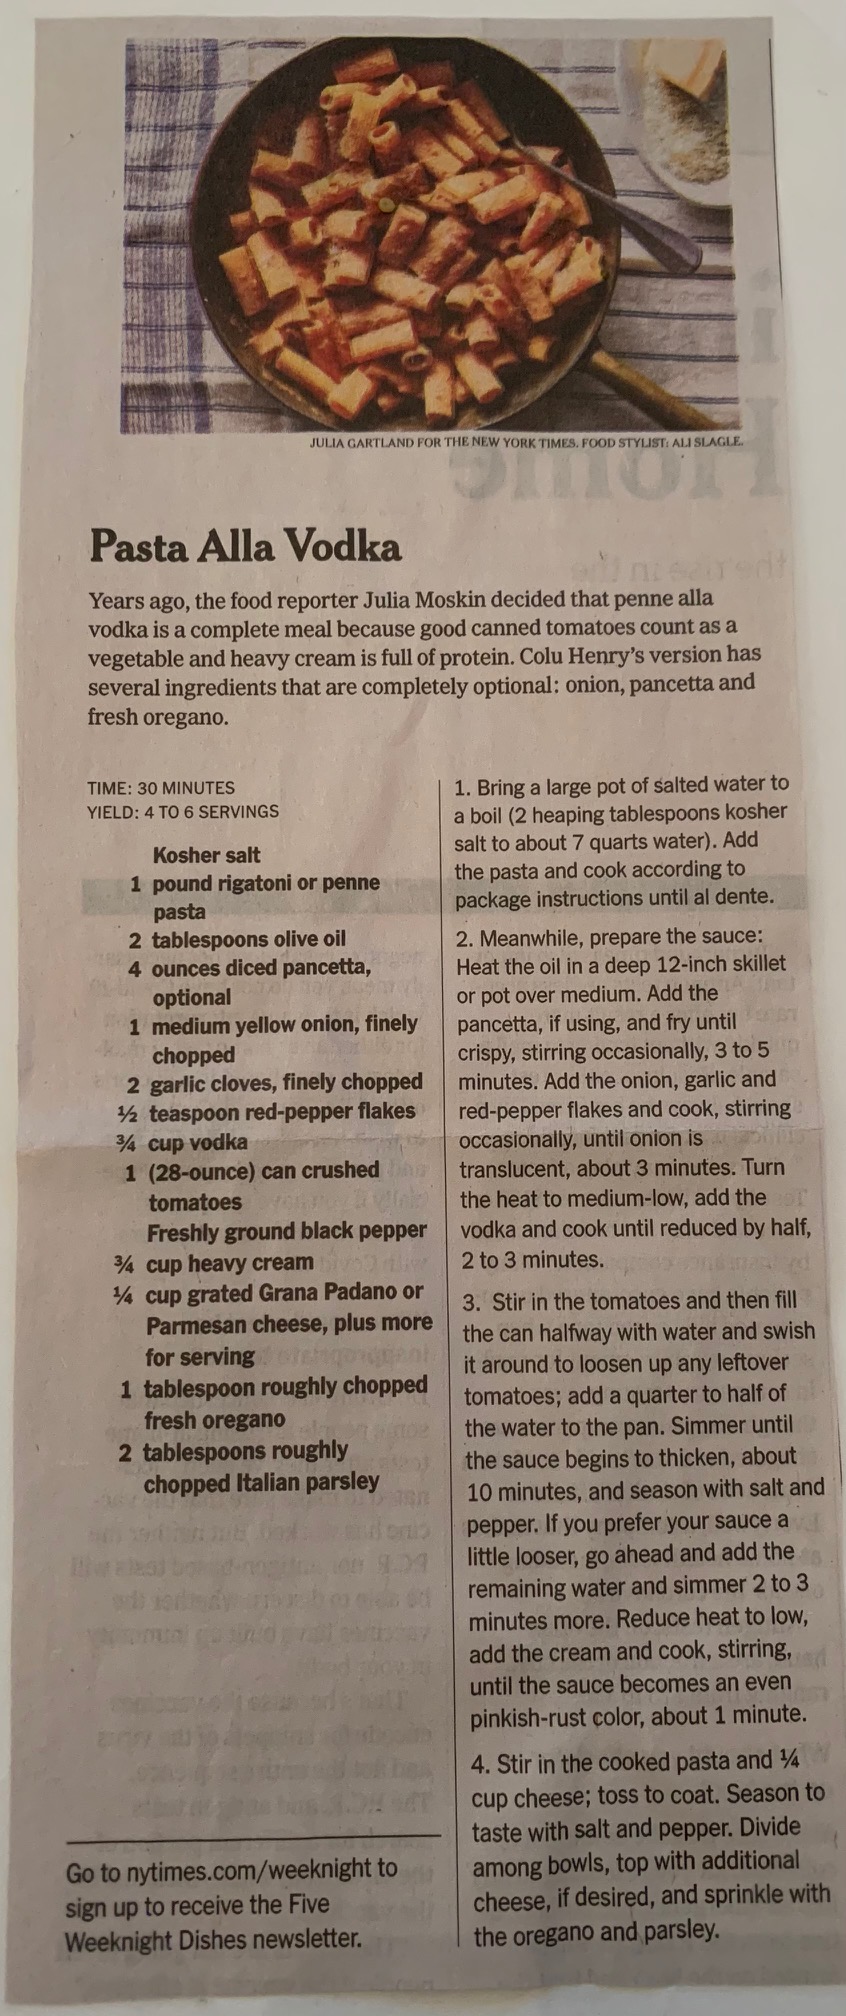 JULIA GARTLAND FOR THE NEW YORK TIMES. FOOD STYLIST: ALI SLAGLE.
Pasta Alla Vodka
Years ago, the food reporter Julia Moskin decided that penne alla
vodka is a complete meal because good canned tomatoes count as a
vegetable and heavy cream is full of protein. Colu Henry’s version has
several ingredients that are completely optional: onion, pancetta and
fresh oregano.
TIME: 30 MINUTES
YIELD: 4 TO 6 SERVINGS
Kosher salt
1 pound rigatoni or penne
pasta
2 tablespoons olive oil
4 ounces diced pancetta,
optional
1 medium yellow onion, finely
chopped
2 garlic cloves, finely chopped
½ teaspoon red-pepper flakes
¾ cup vodka
1 (28-ounce) can crushed
tomatoes
Freshly ground black pepper
¾ cup heavy cream
¼ cup grated Grana Padano or
Parmesan cheese, plus more
for serving
1 tablespoon roughly chopped
fresh oregano
2 tablespoons roughly
chopped Italian parsley
Go to nytimes.com/weeknight to
sign up to receive the Five
Weeknight Dishes newsletter.
1. Bring a large pot of salted water to
a boil (2 heaping tablespoons kosher
salt to about 7 quarts water). Add
the pasta and cook according to
package instructions until al dente.
2. Meanwhile, prepare the sauce:
Heat the oil in a deep 12-inch skillet
or pot over medium. Add the
pancetta, if using, and fry until
crispy, stirring occasionally, 3 to 5
minutes. Add the onion, garlic and
red-pepper flakes and cook, stirring
occasionally, until onion is
translucent, about 3 minutes. Turn
the heat to medium-low, add the
vodka and cook until reduced by half,
2 to 3 minutes.
3. Stir in the tomatoes and then fill
the can halfway with water and swish
it around to loosen up any leftover
tomatoes; add a quarter to half of
the water to the pan. Simmer until
the sauce begins to thicken, about
10 minutes, and season with salt and
pepper. If you prefer your sauce a
little looser, go ahead and add the
remaining water and simmer 2 to 3
minutes more. Reduce heat to low,
add the cream and cook, stirring,
until the sauce becomes an even
pinkish-rust color, about 1 minute.
4. Stir in the cooked pasta and ¼
cup cheese; toss to coat. Season to
taste with salt and pepper. Divide
among bowls, top with additional
cheese, if desired, and sprinkle with
the oregano and parsley.